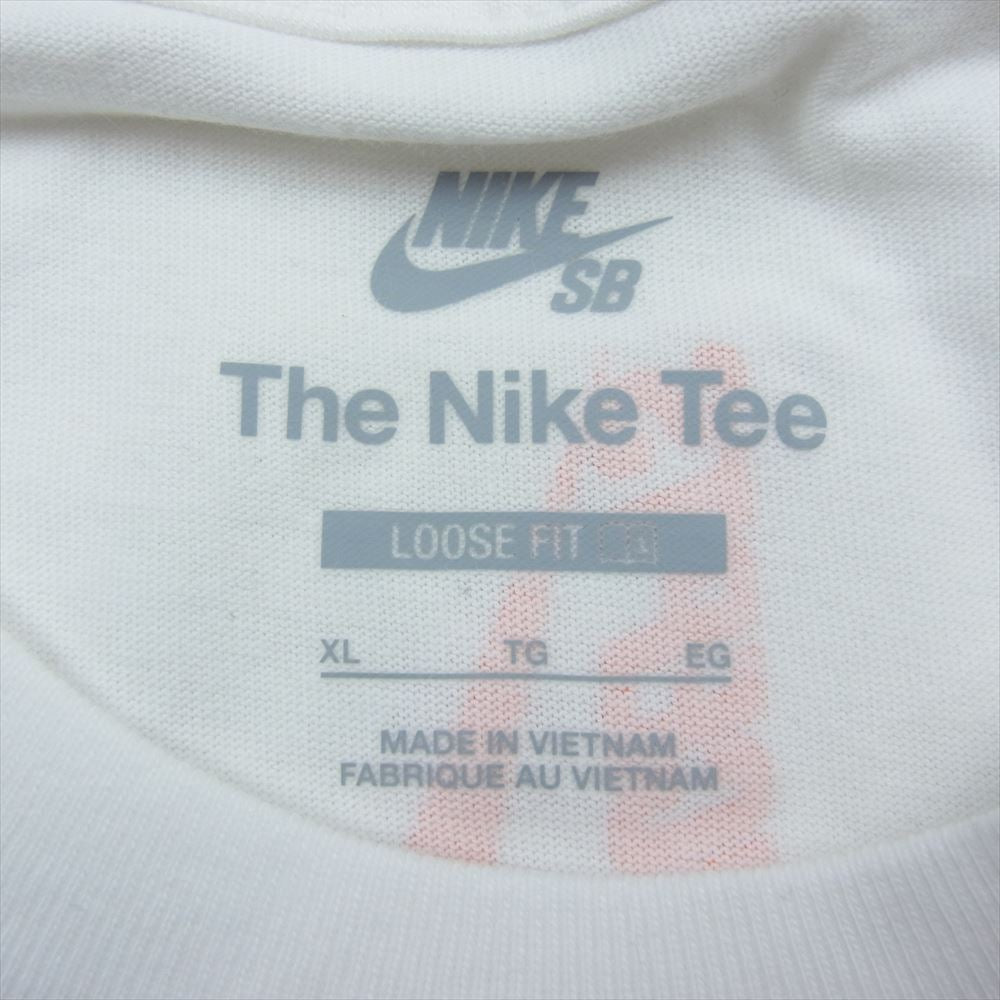 NIKE
SB
The Nike Tee
LOOSE FIT
XL TG EG
MADE IN VIETNAM
FABRIQUE AU VIETNAM